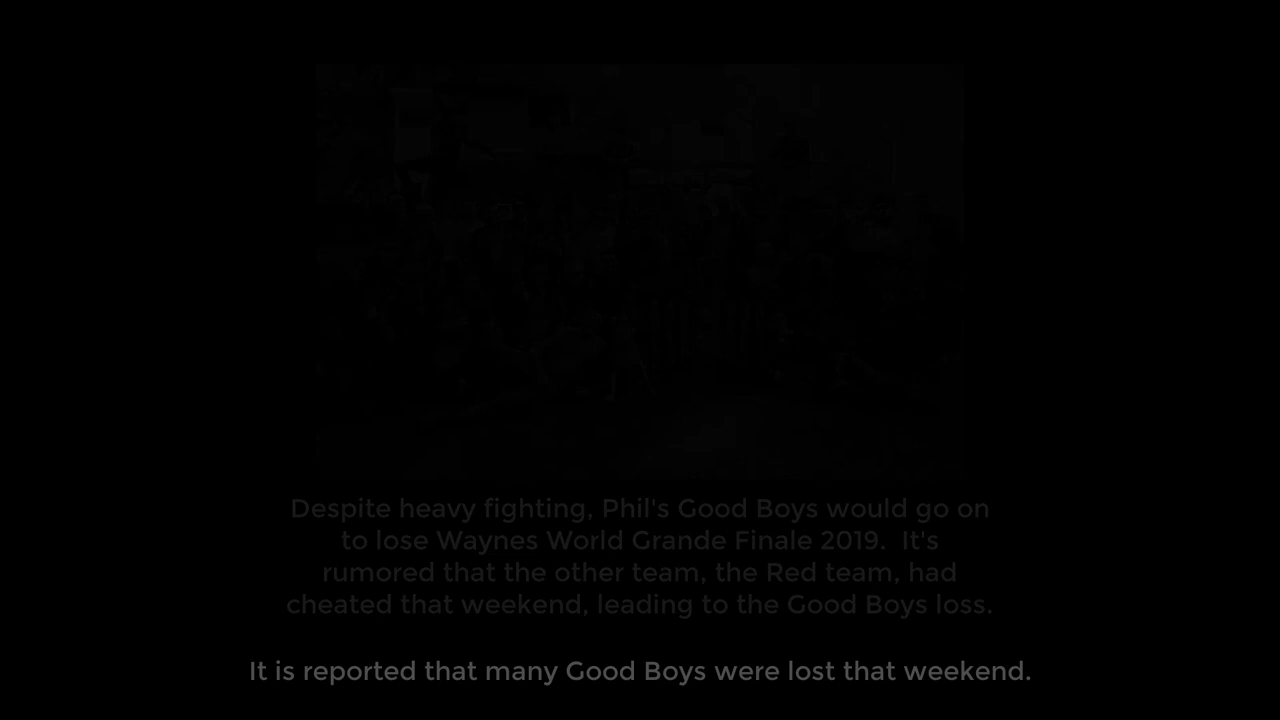 Despite heavy fighting, Phil's Good Boys would go on
to lose Waynes World Grande Finale 2019.  It's
rumored that the other team, the Red team, had
cheated that weekend, leading to the Good Boys loss.
It is reported that many Good Boys were lost that weekend.